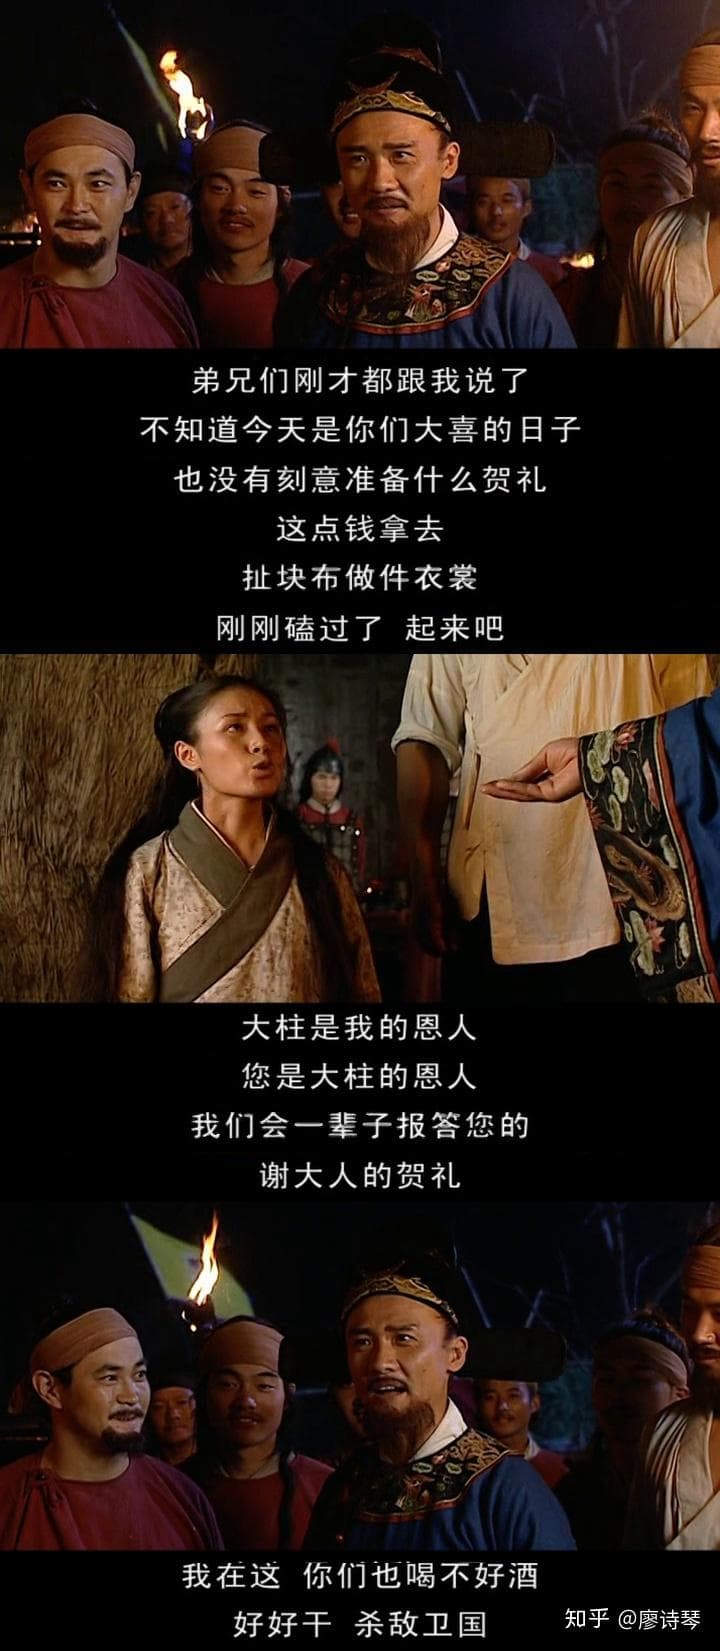 弟兄们刚才都跟我说了
不知道今天是你们大喜的日子
也没有刻意准备什么贺礼
这点钱拿去
扯块布做件衣裳
刚刚磕过了 起来吧
大柱是我的恩人
您是大柱的恩人
我们会一辈子报答您的
谢大人的贺礼
我在这 你们也喝不好酒
好好干 杀敌卫国
知乎 @廖诗琴